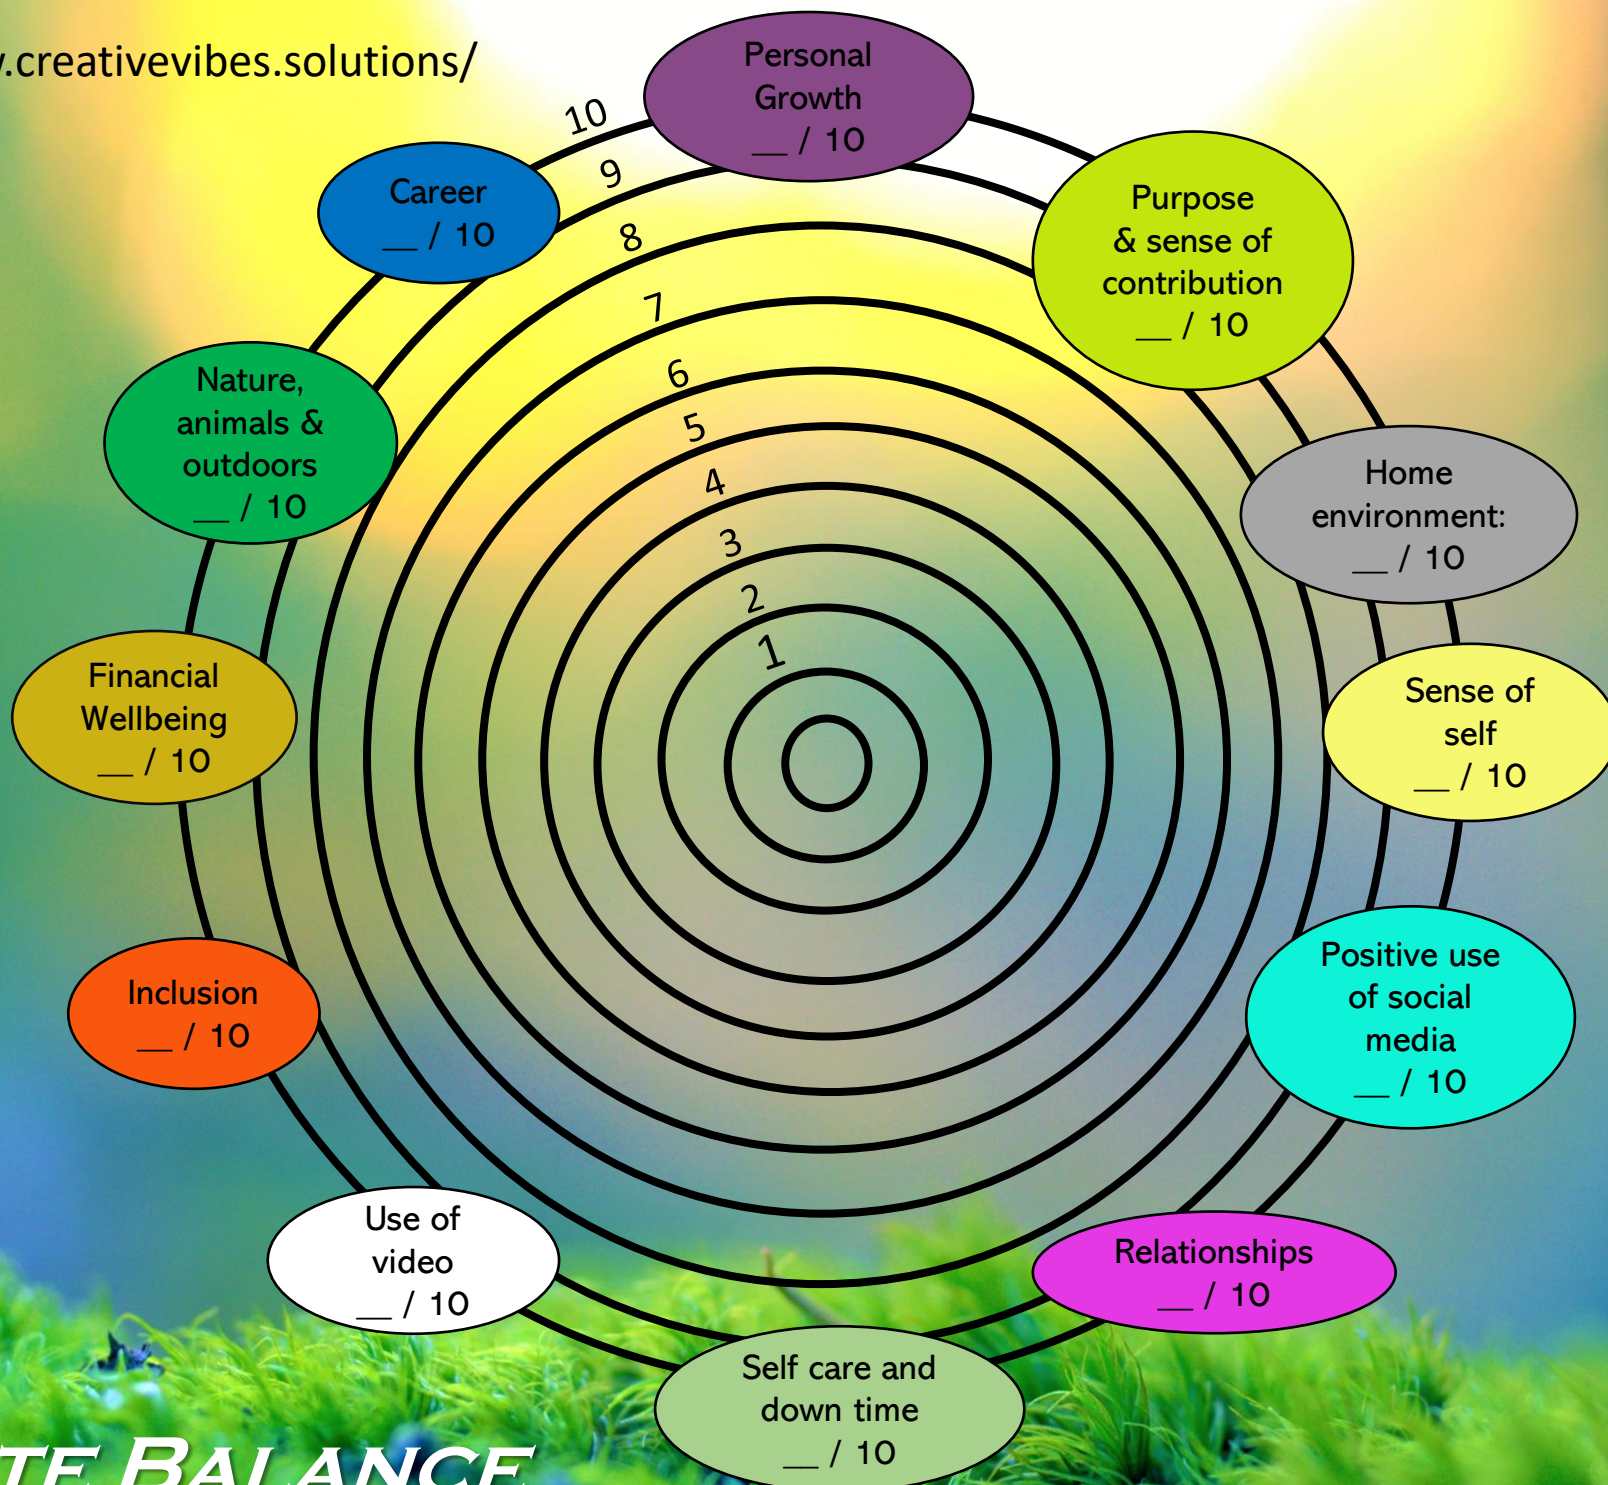 .creativevibes.solutions/
Personal
Growth
__ / 10
10
9
8
7
6
5
4
3
2
1
Career
__ / 10
Purpose
& sense of
contribution
__ / 10
Nature,
animals &
outdoors
__ / 10
Home
environment:
__ / 10
Financial
Wellbeing
__ / 10
Sense of
self
__ / 10
Inclusion
__ / 10
Positive use
of social
media
__ / 10
Use of
video
__ / 10
Relationships
__ / 10
Self care and
down time
__ / 10
TE BALANCE